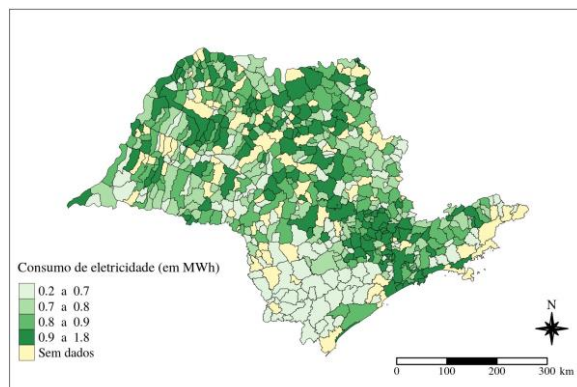 Consumo de eletricidade (em MWh)
0.2 a 0.7
0.7 a 0.8
0.8 a 0.9
0.9 a 1.8
Sem dados
N
0 100 200 300 km